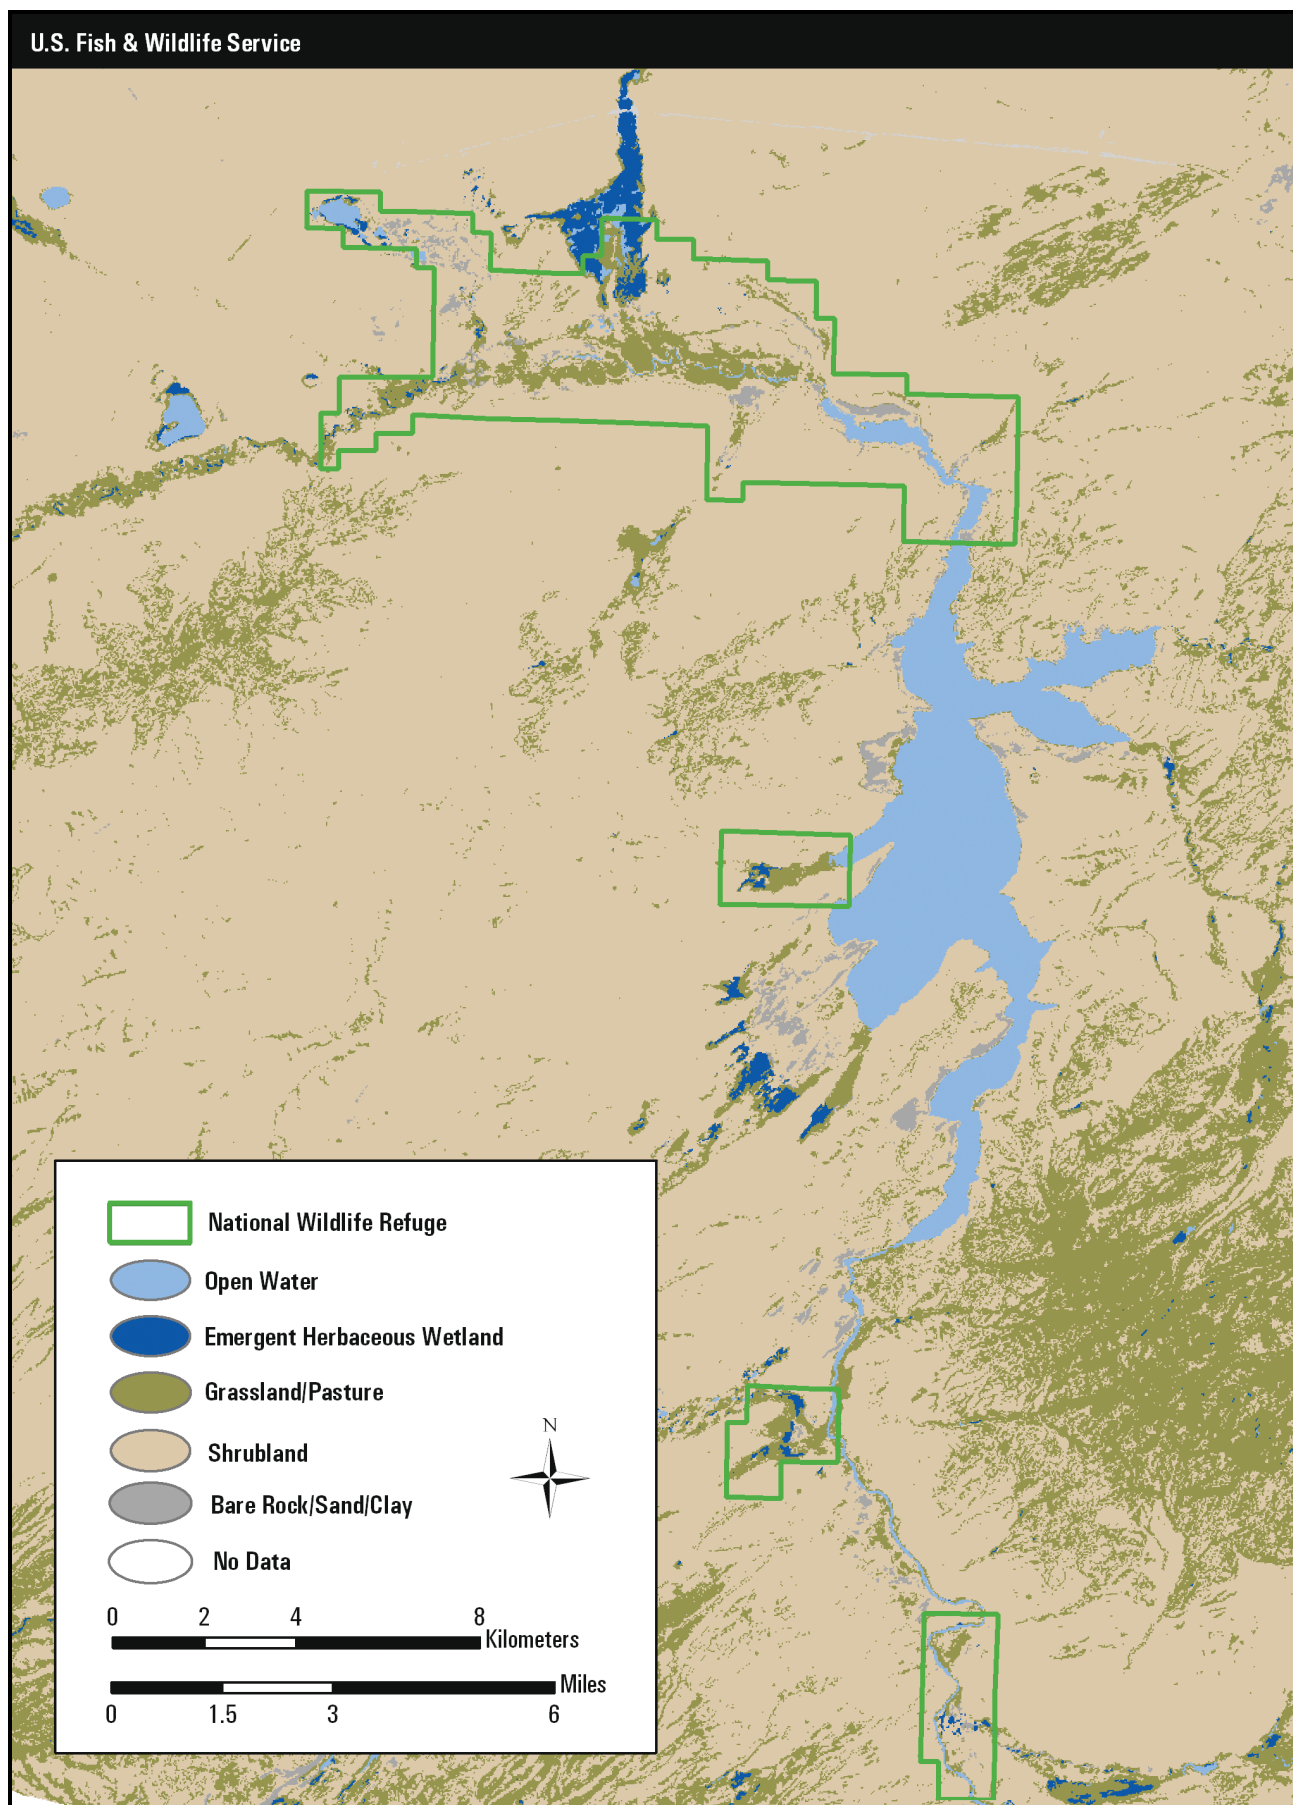 U.S. Fish & Wildlife Service
National Wildlife Refuge
Open Water
Emergent Herbaceous Wetland
Grassland/Pasture
N
Shrubland
Bare Rock/Sand/Clay
No Data
0 2 4 8
Kilometers
Miles
0 1.5 3 6